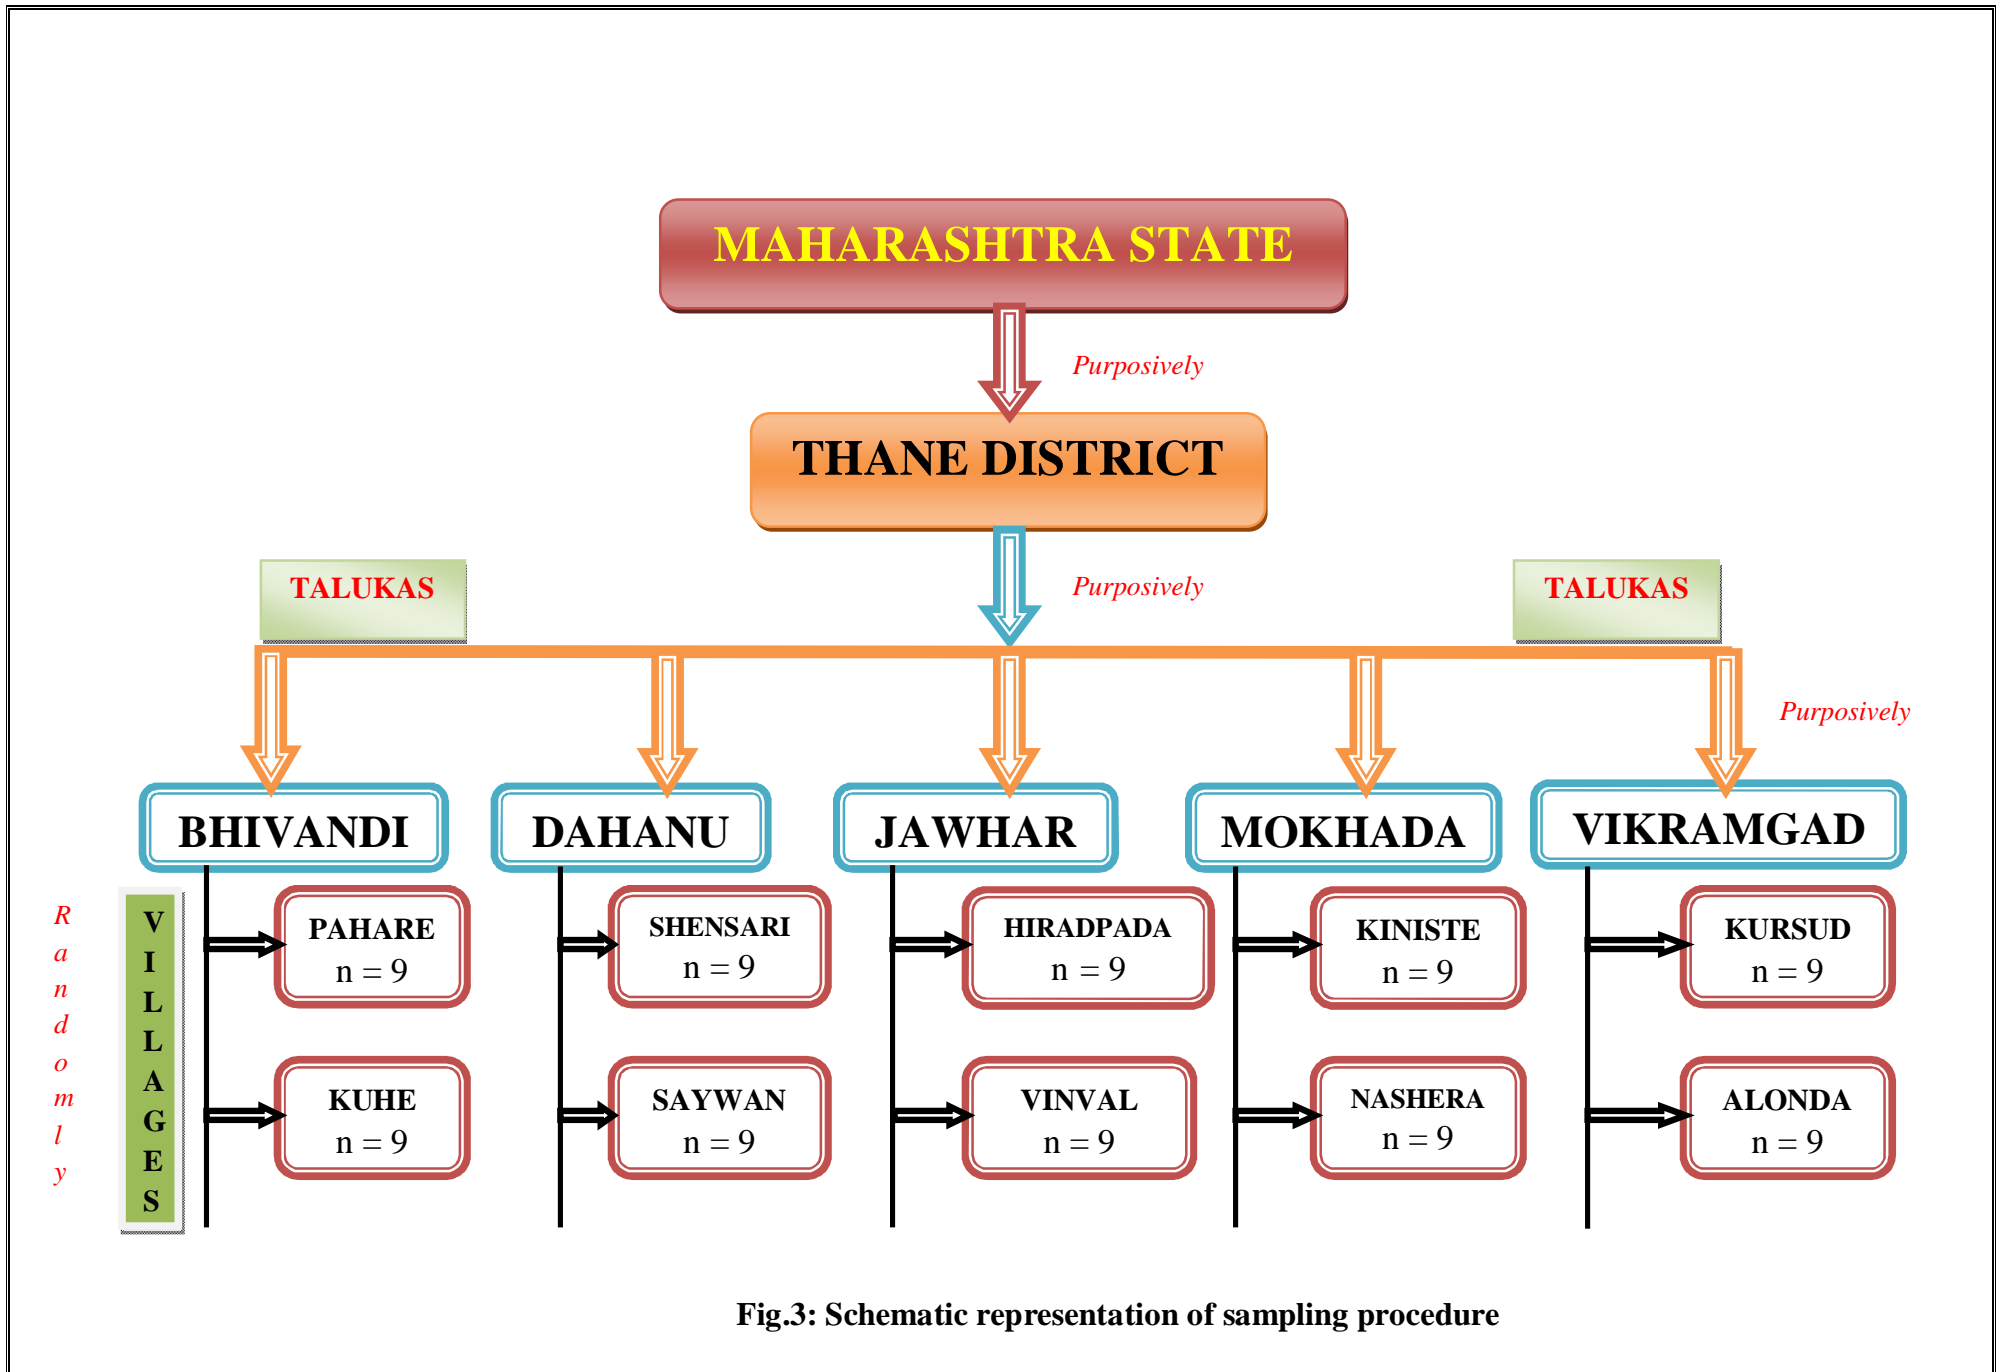 MAHARASHTRA STATE
Purposively
THANE DISTRICT
TALUKAS
Purposively
TALUKAS
Purposively
BHIVANDI
DAHANU
JAWHAR
MOKHADA
VIKRAMGAD
Randomly
VILLAGES
PAHARE
n = 9
SHENSARI
n = 9
HIRADPADA
n = 9
KINISTE
n = 9
KURSUD
n = 9
KUHE
n = 9
SAYWAN
n = 9
VINVAL
n = 9
NASHERA
n = 9
ALONDA
n = 9
Fig.3: Schematic representation of sampling procedure